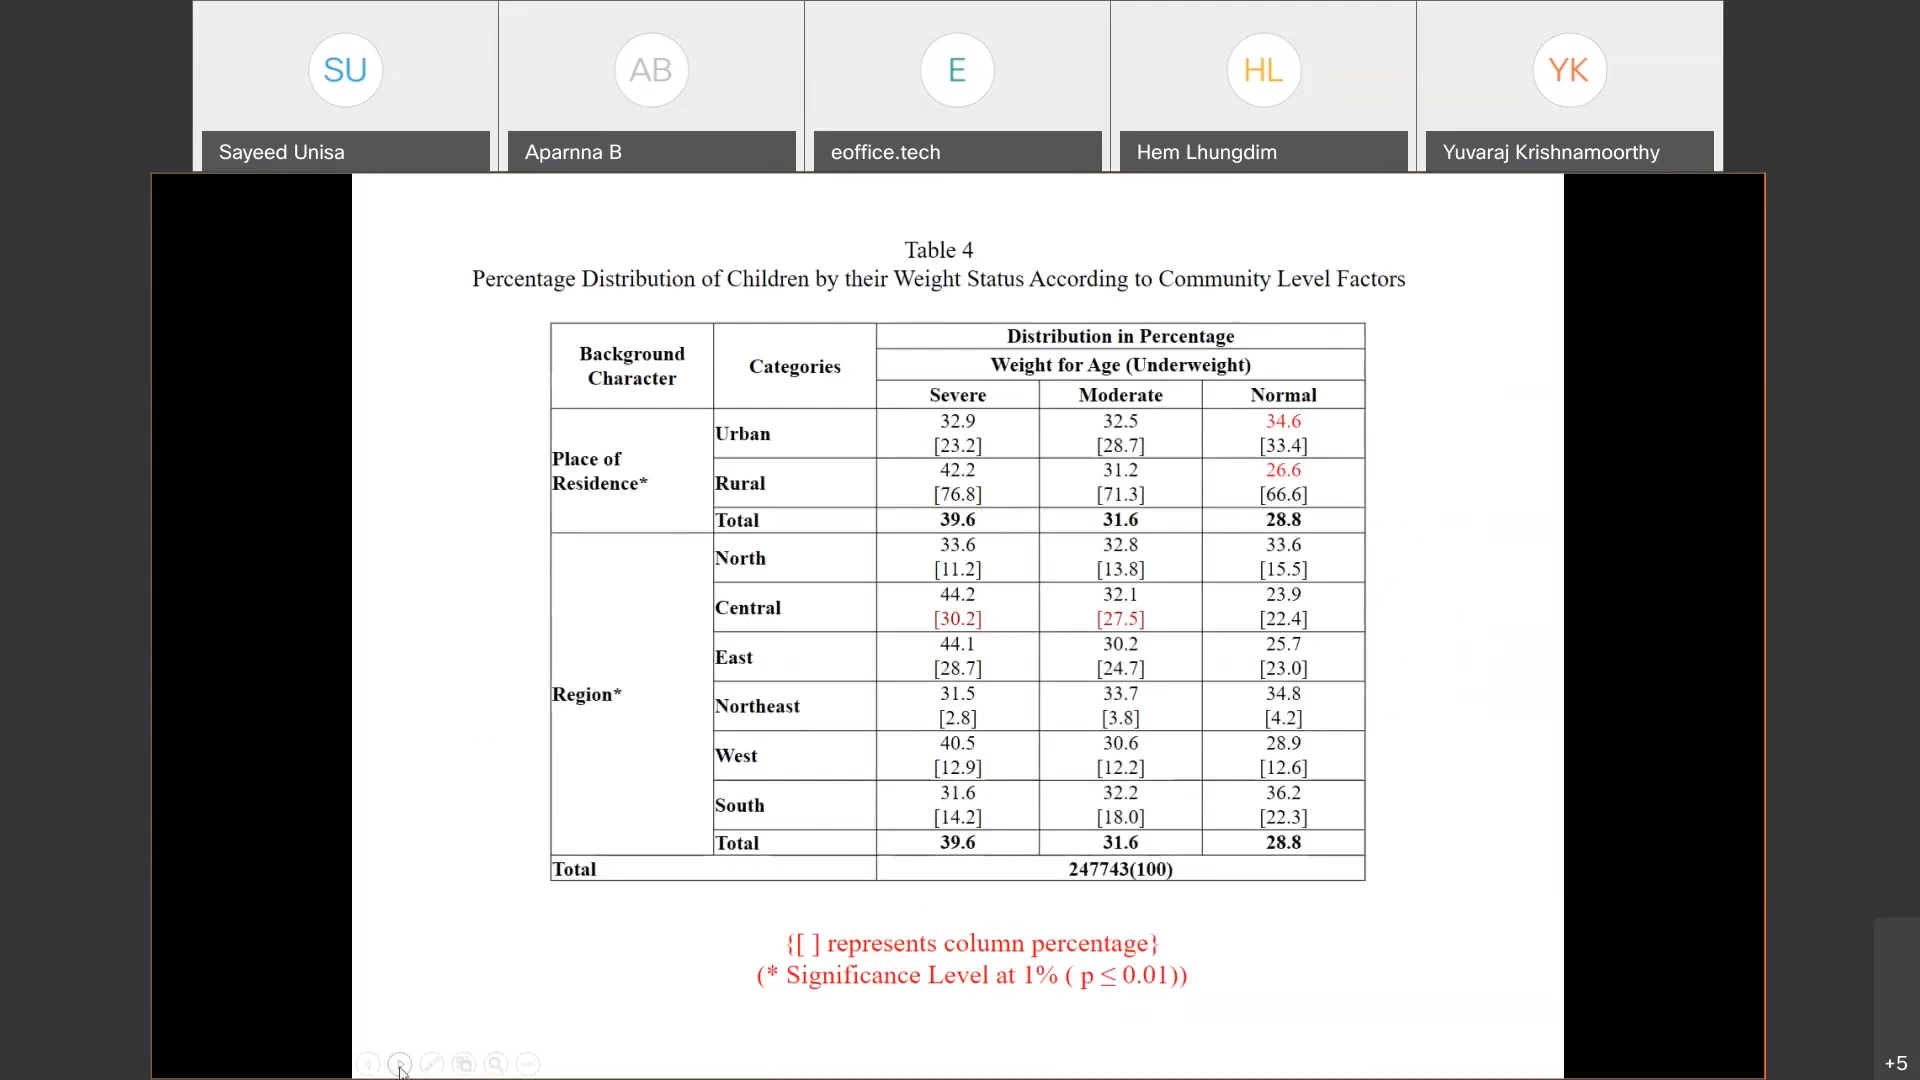 SU
AB
E
HL
YK
Sayeed Unisa
Aparnna B
eoffice.tech
Hem Lhungdim
Yuvaraj Krishnamoorthy
Table 4
Percentage Distribution of Children by their Weight Status According to Community Level Factors
Background Character Categories Distribution in Percentage
Weight for Age (Underweight)
Severe Moderate Normal
Place of Residence*
Urban 32.9 32.5 34.6
[23.2] [28.7] [33.4]
Rural 42.2 31.2 26.6
[76.8] [71.3] [66.6]
Total 39.6 31.6 28.8
Region*
North 33.6 32.8 33.6
[11.2] [13.8] [15.5]
Central 44.2 32.1 23.9
[30.2] [27.5] [22.4]
East 44.1 30.2 25.7
[28.7] [24.7] [23.0]
Northeast 31.5 33.7 34.8
[2.8] [3.8] [4.2]
West 40.5 30.6 28.9
[12.9] [12.2] [12.6]
South 31.6 32.2 36.2
[14.2] [18.0] [22.3]
Total 39.6 31.6 28.8
Total 247743(100)
{[ ] represents column percentage}
(* Significance Level at 1% ( p ≤ 0.01))
+5